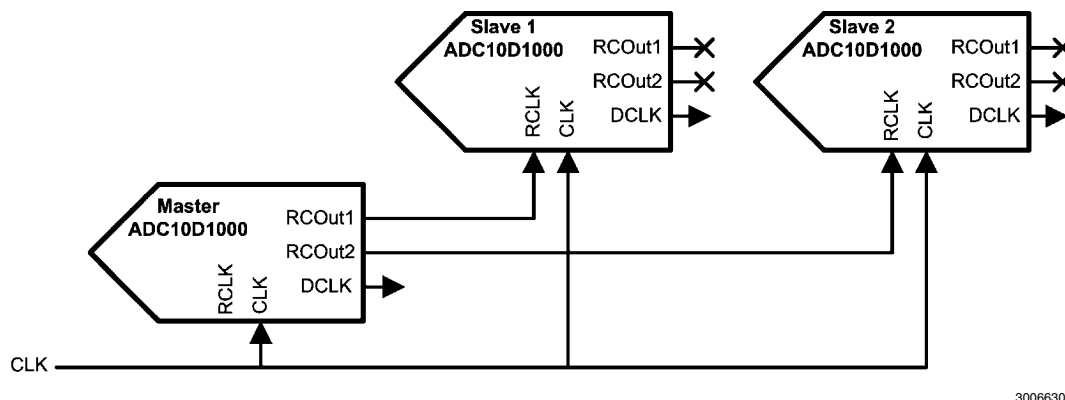 Slave 1
ADC10D1000
RCOut1
RCOut2
DCLK
RCLK
CLK
Slave 2
ADC10D1000
RCOut1
RCOut2
DCLK
RCLK
CLK
Master
ADC10D1000
RCOut1
RCOut2
DCLK
RCLK
CLK
CLK
3006630